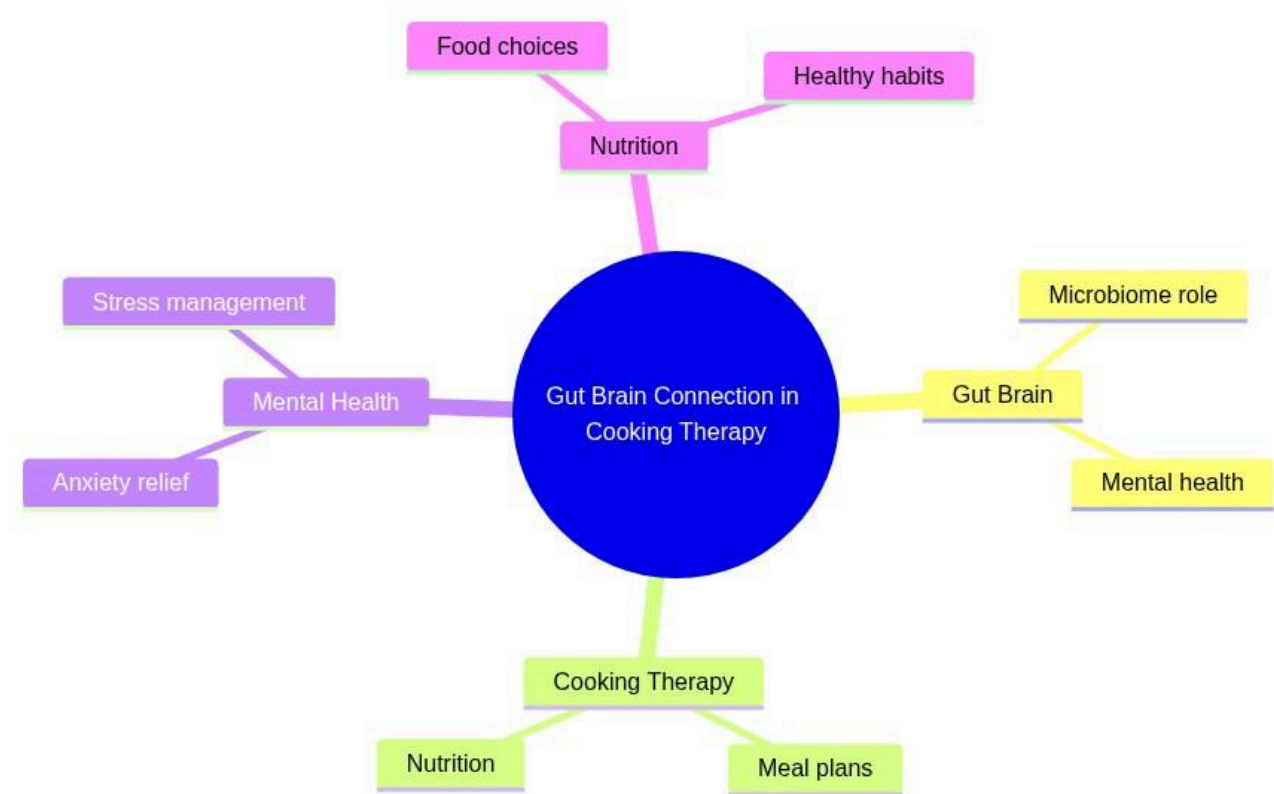 Food choices
Healthy habits
Nutrition
Stress management
Microbiome role
Mental Health
Gut Brain Connection in
Cooking Therapy
Gut Brain
Anxiety relief
Mental health
Cooking Therapy
Nutrition
Meal plans